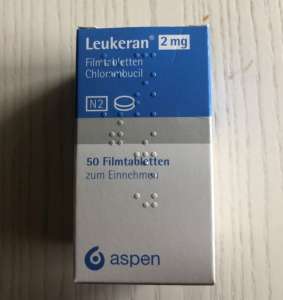 Leukeran® 2 mg
Filmtabletten
Chlorambucil
N2
50 Filmtabletten
zum Einnehmen
aspen